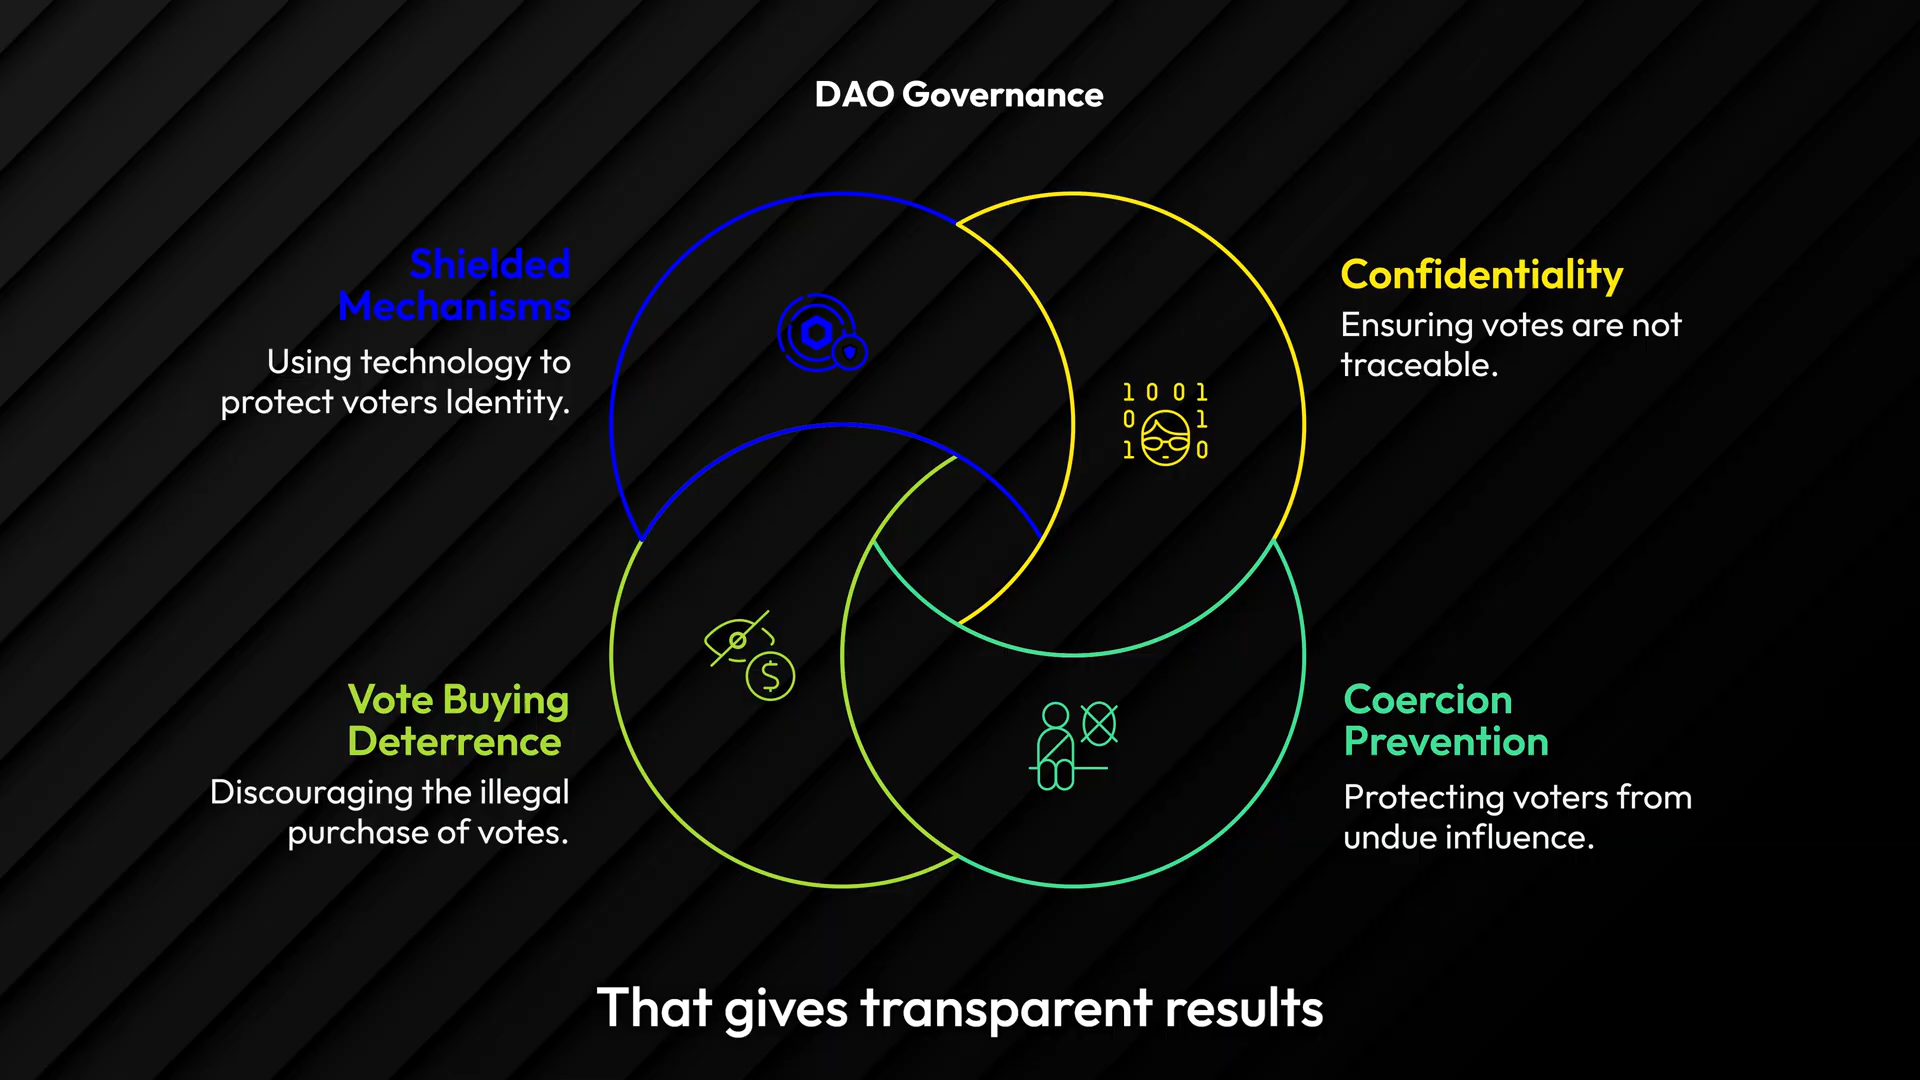 DAO Governance
Shielded
Mechanisms
Using technology to
protect voters Identity.
Confidentiality
Ensuring votes are not
traceable.
1 0 0 1
0 1
1 0
$
Vote Buying
Deterrence
Discouraging the illegal
purchase of votes.
Coercion
Prevention
Protecting voters from
undue influence.
That gives transparent results